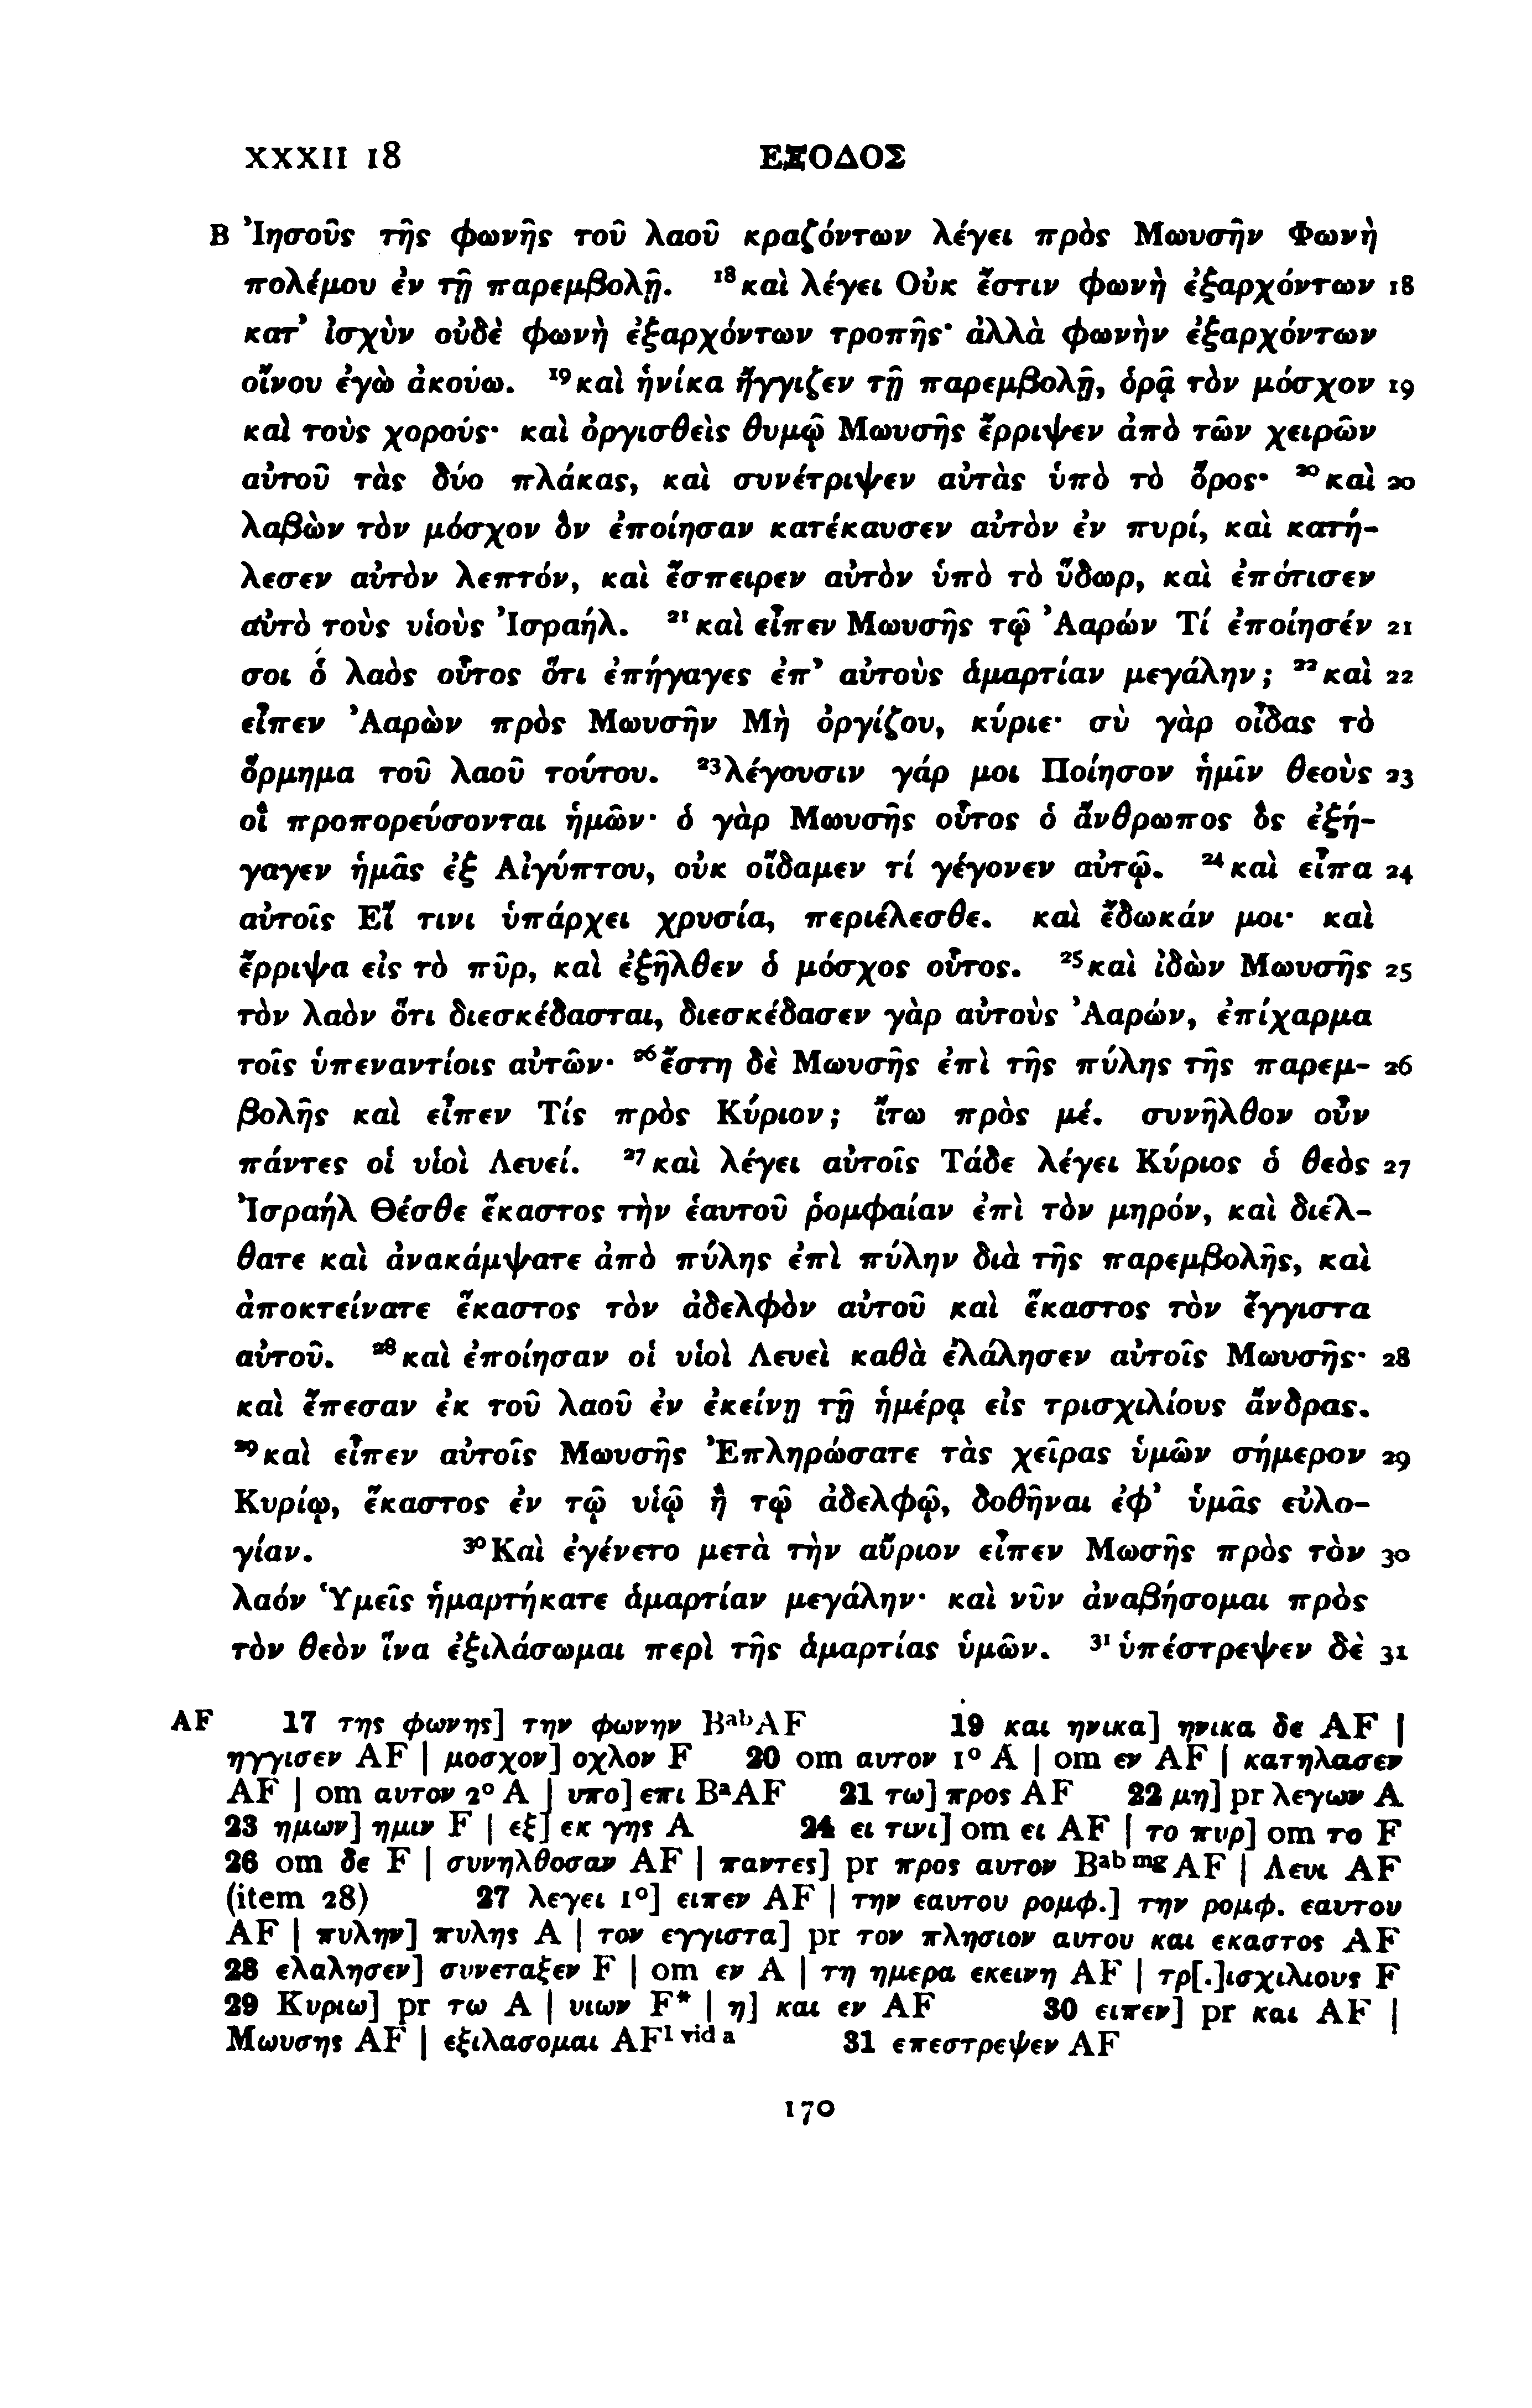 XXXII 18 ΕΞΟΔΟΣ
B Ἰησοῦς τῆς φωνῆς τοῦ λαοῦ κραζόντων λέγει πρὸς Μωυσῆν Φωνὴ
πολέμου ἐν τῇ παρεμβολῇ. ¹⁸καὶ λέγει Οὐκ ἔστιν φωνὴ ἐξαρχόντων 18
κατ᾿ ἰσχὺν οὐδὲ φωνὴ ἐξαρχόντων τροπῆς· ἀλλὰ φωνὴν ἐξαρχόντων
οἴνου ἐγὼ ἀκούω. ¹⁹καὶ ἡνίκα ἤγγιζεν τῇ παρεμβολῇ, ὁρᾷ τὸν μόσχον 19
καὶ τοὺς χορούς· καὶ ὀργισθεὶς θυμῷ Μωυσῆς ἔρριψεν ἀπὸ τῶν χειρῶν
αὐτοῦ τὰς δύο πλάκας, καὶ συνέτριψεν αὐτὰς ὑπὸ τὸ ὄρος· ²⁰καὶ 20
λαβὼν τὸν μόσχον ὃν ἐποίησαν κατέκαυσεν αὐτὸν ἐν πυρί, καὶ κατή-
λεσεν αὐτὸν λεπτόν, καὶ ἔσπειρεν αὐτὸν ὑπὸ τὸ ὕδωρ, καὶ ἐπότισεν
αὐτὸ τοὺς υἱοὺς Ἰσραήλ. ²¹καὶ εἶπεν Μωυσῆς τῷ Ἀαρών Τί ἐποίησέν 21
σοι ὁ λαὸς οὗτος ὅτι ἐπήγαγες ἐπ᾿ αὐτοὺς ἁμαρτίαν μεγάλην; ²²καὶ 22
εἶπεν Ἀαρὼν πρὸς Μωυσῆν Μὴ ὀργίζου, κύριε· σὺ γὰρ οἶδας τὸ
ὅρμημα τοῦ λαοῦ τούτου. ²³λέγουσιν γάρ μοι Ποίησον ἡμῖν θεοὺς 23
οἳ προπορεύσονται ἡμῶν· ὁ γὰρ Μωυσῆς οὗτος ὁ ἄνθρωπος ὃς ἐξή-
γαγεν ἡμᾶς ἐξ Αἰγύπτου, οὐκ οἴδαμεν τί γέγονεν αὐτῷ. ²⁴καὶ εἶπα 24
αὐτοῖς Εἴ τινι ὑπάρχει χρυσία, περιέλεσθε. καὶ ἔδωκάν μοι· καὶ
ἔρριψα εἰς τὸ πῦρ, καὶ ἐξῆλθεν ὁ μόσχος οὗτος. ²⁵καὶ ἰδὼν Μωυσῆς 25
τὸν λαὸν ὅτι διεσκέδασται, διεσκέδασεν γὰρ αὐτοὺς Ἀαρών, ἐπίχαρμα
τοῖς ὑπεναντίοις αὐτῶν· ²⁶ἔστη δὲ Μωυσῆς ἐπὶ τῆς πύλης τῆς παρεμ- 26
βολῆς καὶ εἶπεν Τίς πρὸς Κύριον; ἴτω πρὸς μέ. συνῆλθον οὖν
πάντες οἱ υἱοὶ Λευεί. ²⁷καὶ λέγει αὐτοῖς Τάδε λέγει Κύριος ὁ θεὸς 27
Ἰσραήλ Θέσθε ἕκαστος τὴν ἑαυτοῦ ῥομφαίαν ἐπὶ τὸν μηρόν, καὶ διέλ-
θατε καὶ ἀνακάμψατε ἀπὸ πύλης ἐπὶ πύλην διὰ τῆς παρεμβολῆς, καὶ
ἀποκτείνατε ἕκαστος τὸν ἀδελφὸν αὐτοῦ καὶ ἕκαστος τὸν ἔγγιστα
αὐτοῦ. ²⁸καὶ ἐποίησαν οἱ υἱοὶ Λευεὶ καθὰ ἐλάλησεν αὐτοῖς Μωυσῆς· 28
καὶ ἔπεσαν ἐκ τοῦ λαοῦ ἐν ἐκείνῃ τῇ ἡμέρᾳ εἰς τρισχιλίους ἄνδρας.
²⁹καὶ εἶπεν αὐτοῖς Μωυσῆς Ἐπληρώσατε τὰς χεῖρας ὑμῶν σήμερον 29
Κυρίῳ, ἕκαστος ἐν τῷ υἱῷ ἢ τῷ ἀδελφῷ, δοθῆναι ἐφ᾿ ὑμᾶς εὐλο-
γίαν. ³⁰Καὶ ἐγένετο μετὰ τὴν αὔριον εἶπεν Μωσῆς πρὸς τὸν 30
λαόν Ὑμεῖς ἡμαρτήκατε ἁμαρτίαν μεγάλην· καὶ νῦν ἀναβήσομαι πρὸς
τὸν θεὸν ἵνα ἐξιλάσωμαι περὶ τῆς ἁμαρτίας ὑμῶν. ³¹ὑπέστρεψεν δὲ 31
AF 17 της φωνης] την φωνην Bᵃᵇ AF 19 και ηνικα] ηνικα δε AF |
ηγγισεν AF | μοσχον] οχλον F 20 om αυτον 1° A | om εν AF | κατηλασεν
AF | om αυτον 2° A | υπο] επι Bᵃ AF 21 τω] προς AF 22 μη] pr λεγων A
23 ημων] ημιν F | εξ] εκ γης A 24 ει τινι] om ει AF | το πυρ] om το F
26 om δε F | συνηλθοσαν AF | παντες] pr προς αυτον Bᵃᵇ ᵐᵍ AF | Λευι AF
(item 28) 27 λεγει 1°] ειπεν AF | την εαυτου ρομφ.] την ρομφ. εαυτου
AF | πυλην] πυλης A | τον εγγιστα] pr τον πλησιον αυτου και εκαστος AF
28 ελαλησεν] συνεταξεν F | om εν A | τη ημερα εκεινη AF | τρ[.]ισχιλιους F
29 Κυριω] pr τω A | υιων F* | η] και εν AF 30 ειπεν] pr και AF |
Μωυσης AF | εξιλασομαι AF¹ ᵛⁱᵈ ᵃ 31 επεστρεψεν AF
170